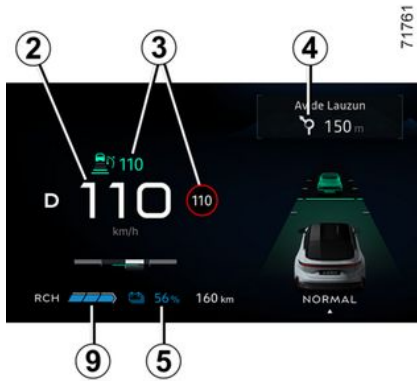 71761
2
3
4
Av de Lauzun
150 m
110
D
110
110
km/h
RCH
56%
160 km
NORMAL
9
5